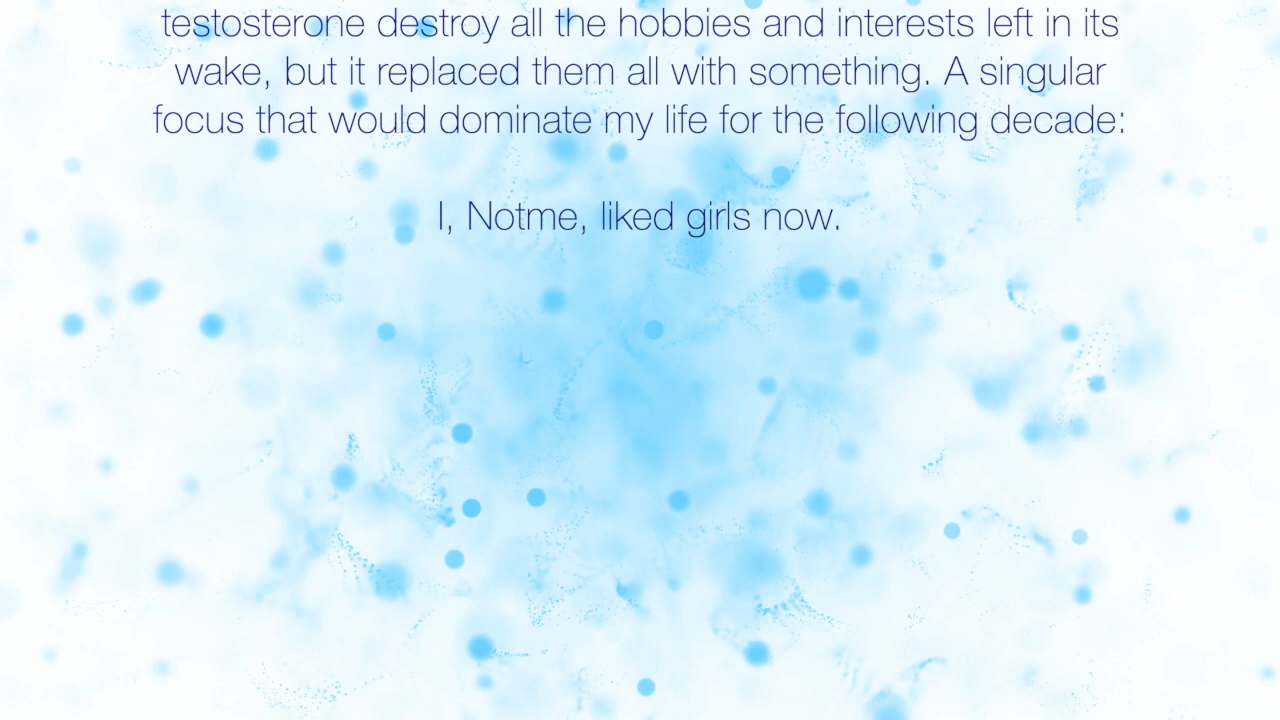 testosterone destroy all the hobbies and interests left in its
wake, but it replaced them all with something. A singular
focus that would dominate my life for the following decade:
I, Notme, liked girls now.